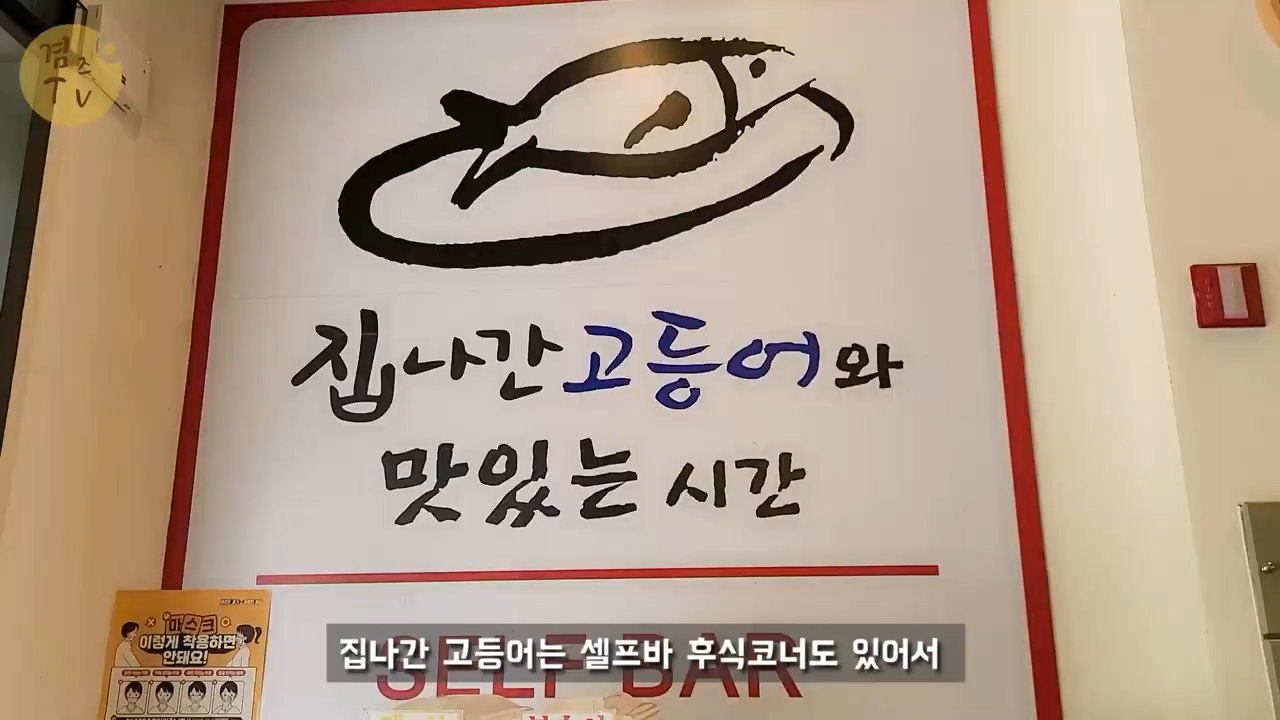 겸즈
TV
집나간고등어와
맛있는 시간
SELF BAR
마스크
이렇게 착용하면
안돼요!
집나간 고등어는 셀프바 후식코너도 있어서